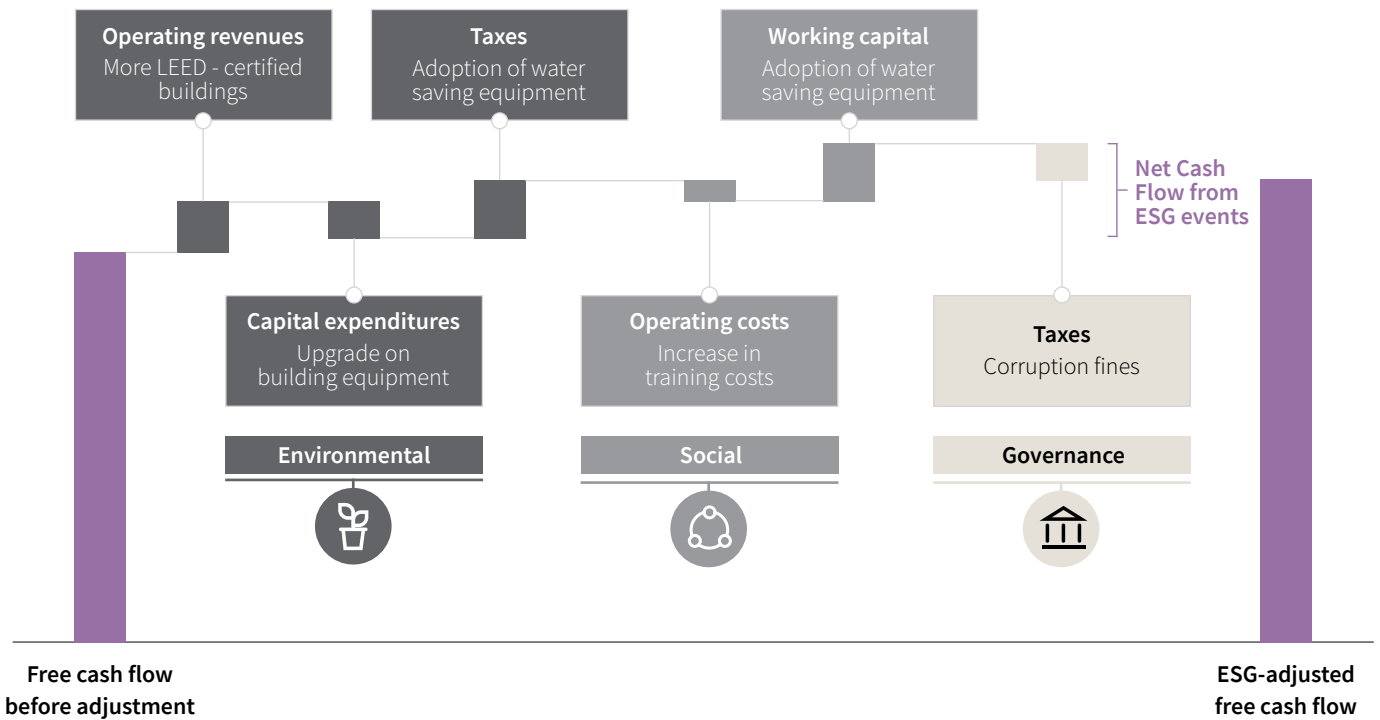 Operating revenues
More LEED - certified
buildings
Taxes
Adoption of water
saving equipment
Working capital
Adoption of water
saving equipment
Net Cash
Flow from
ESG events
Capital expenditures
Upgrade on
building equipment
Operating costs
Increase in
training costs
Taxes
Corruption fines
Environmental
Social
Governance
Free cash flow
before adjustment
ESG-adjusted
free cash flow